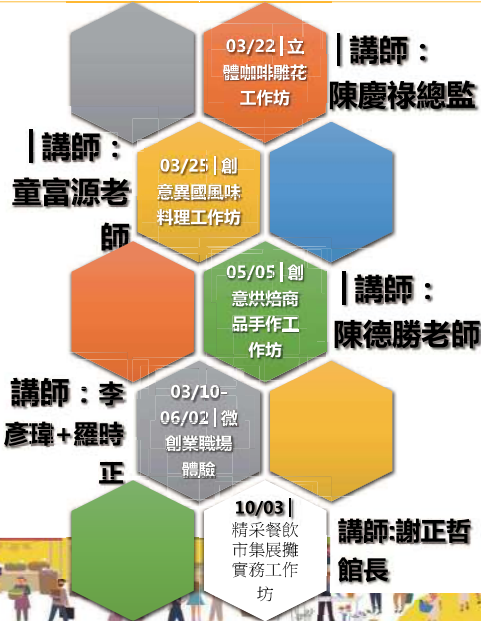 03/22|立
體咖啡雕花
工作坊
|講師：
陳慶祿總監
|講師：
童富源老
師
03/25|創
意異國風味
料理工作坊
05/05|創
意烘焙商
品手作工
作坊
|講師：
陳德勝老師
講師：李
彥瑋+羅時
正
03/10-
06/02|微
創業職場
體驗
10/03|
精采餐飲
市集展攤
實務工作
坊
講師:謝正哲
館長